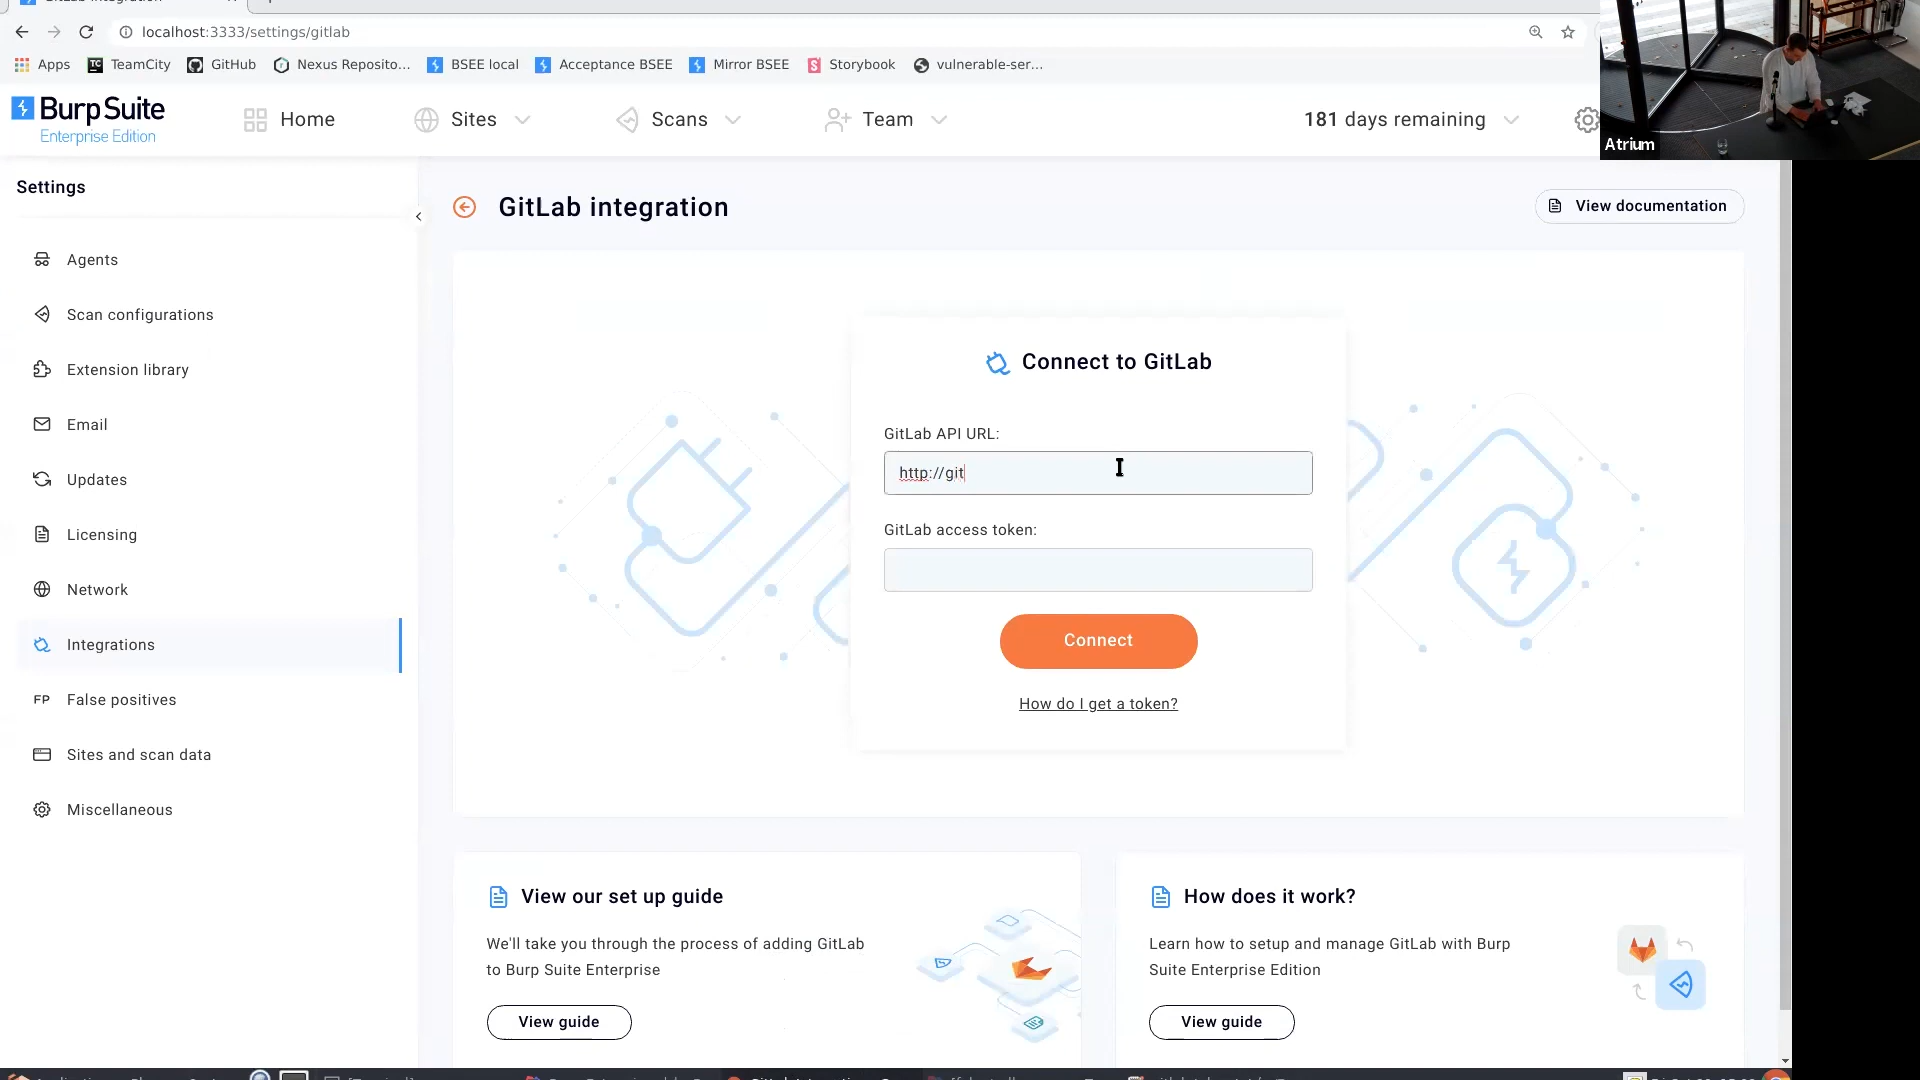 localhost:3333/settings/gitlab
Apps TeamCity GitHub Nexus Reposito... BSEE local Acceptance BSEE Mirror BSEE Storybook vulnerable-ser...
BurpSuite
Enterprise Edition
Home Sites Scans Team 181 days remaining
Atrium
Settings
Agents
Scan configurations
Extension library
Email
Updates
Licensing
Network
Integrations
FP False positives
Sites and scan data
Miscellaneous
GitLab integration
View documentation
Connect to GitLab
GitLab API URL:
http://git
GitLab access token:
Connect
How do I get a token?
View our set up guide
We'll take you through the process of adding GitLab
to Burp Suite Enterprise
View guide
How does it work?
Learn how to setup and manage GitLab with Burp
Suite Enterprise Edition
View guide